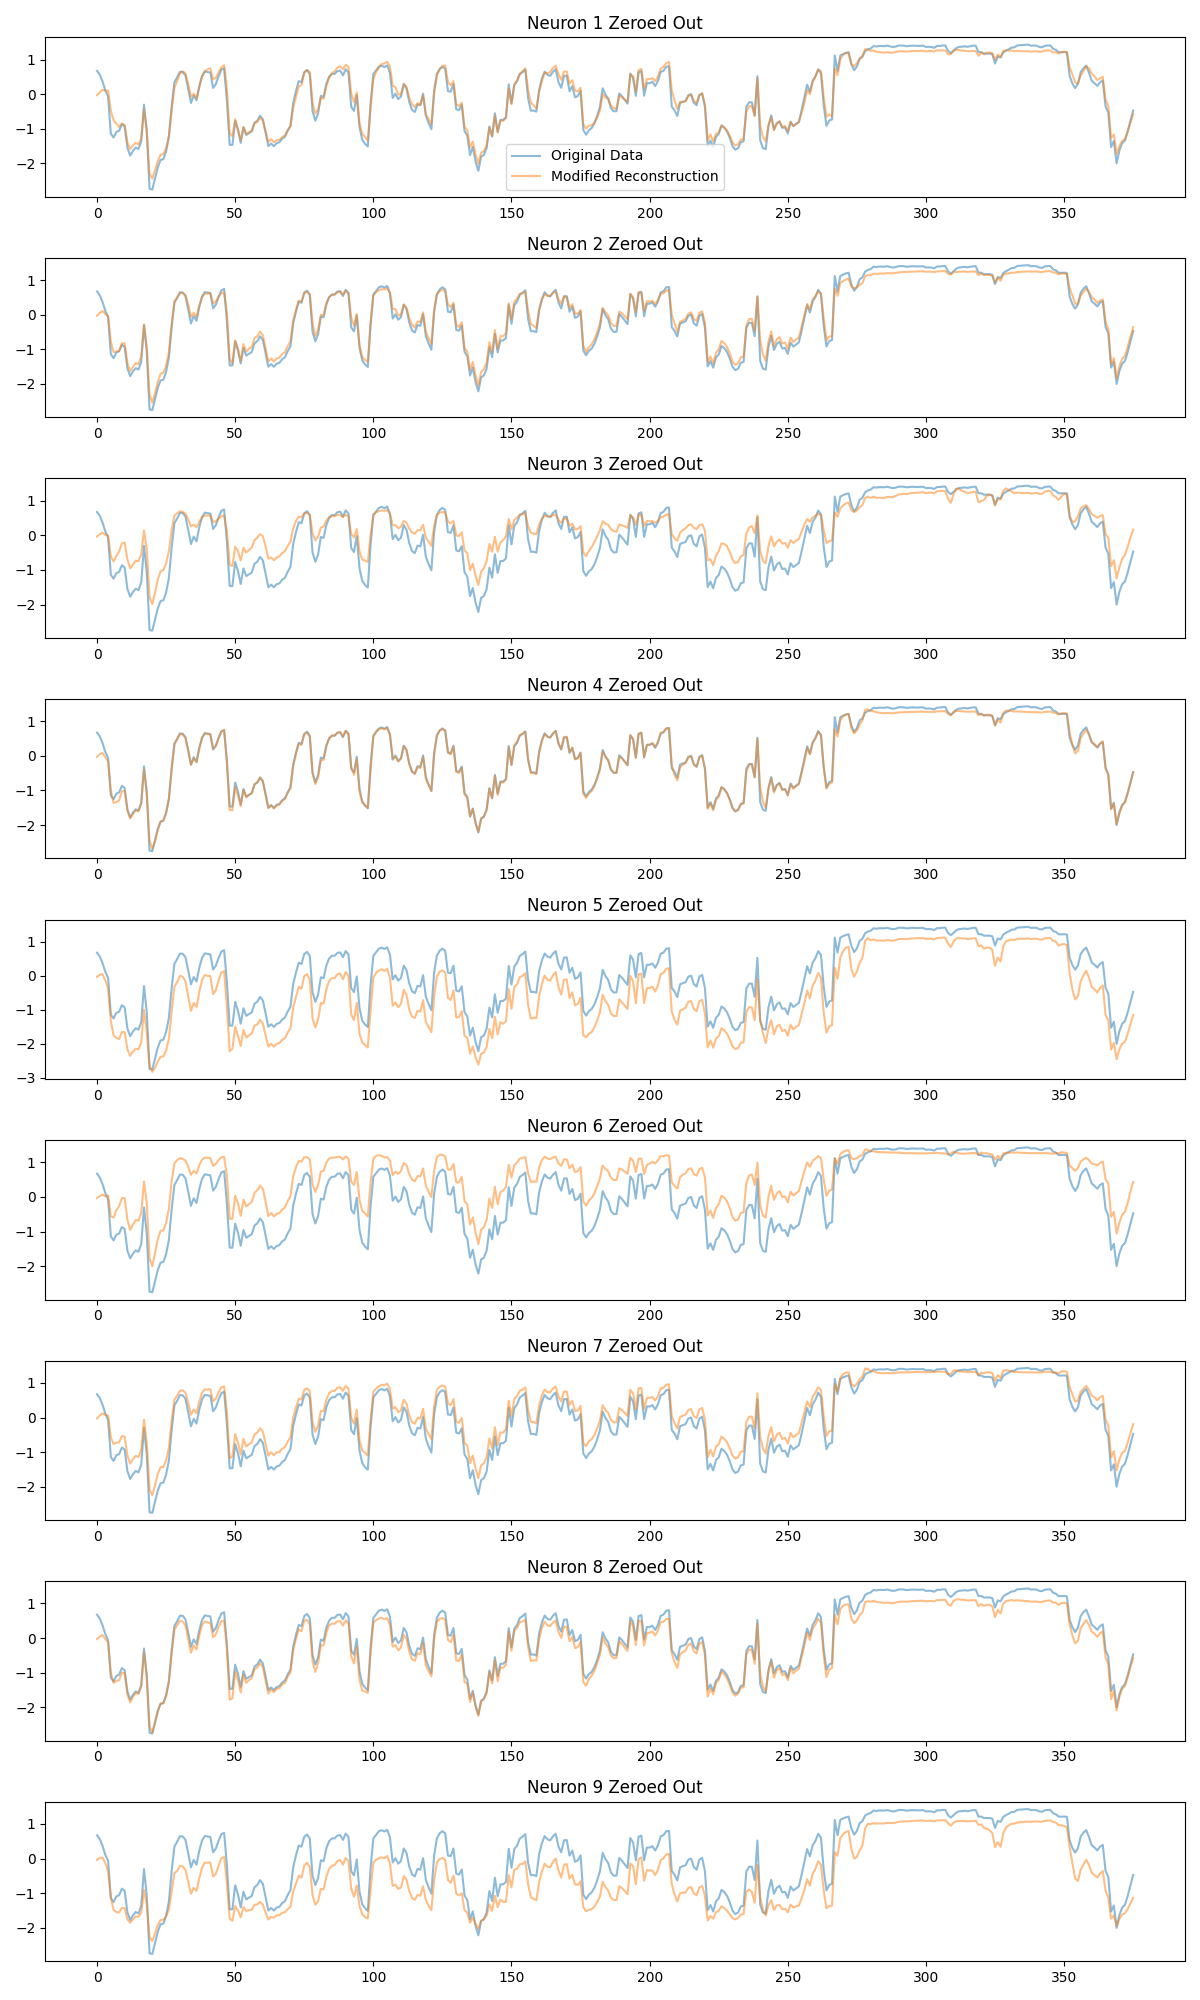 Neuron 1 Zeroed Out
1
0
−1
−2
Original Data
Modified Reconstruction
0 50 100 150 200 250 300 350
Neuron 2 Zeroed Out
1
0
−1
−2
0 50 100 150 200 250 300 350
Neuron 3 Zeroed Out
1
0
−1
−2
0 50 100 150 200 250 300 350
Neuron 4 Zeroed Out
1
0
−1
−2
0 50 100 150 200 250 300 350
Neuron 5 Zeroed Out
1
0
−1
−2
−3
0 50 100 150 200 250 300 350
Neuron 6 Zeroed Out
1
0
−1
−2
0 50 100 150 200 250 300 350
Neuron 7 Zeroed Out
1
0
−1
−2
0 50 100 150 200 250 300 350
Neuron 8 Zeroed Out
1
0
−1
−2
0 50 100 150 200 250 300 350
Neuron 9 Zeroed Out
1
0
−1
−2
0 50 100 150 200 250 300 350